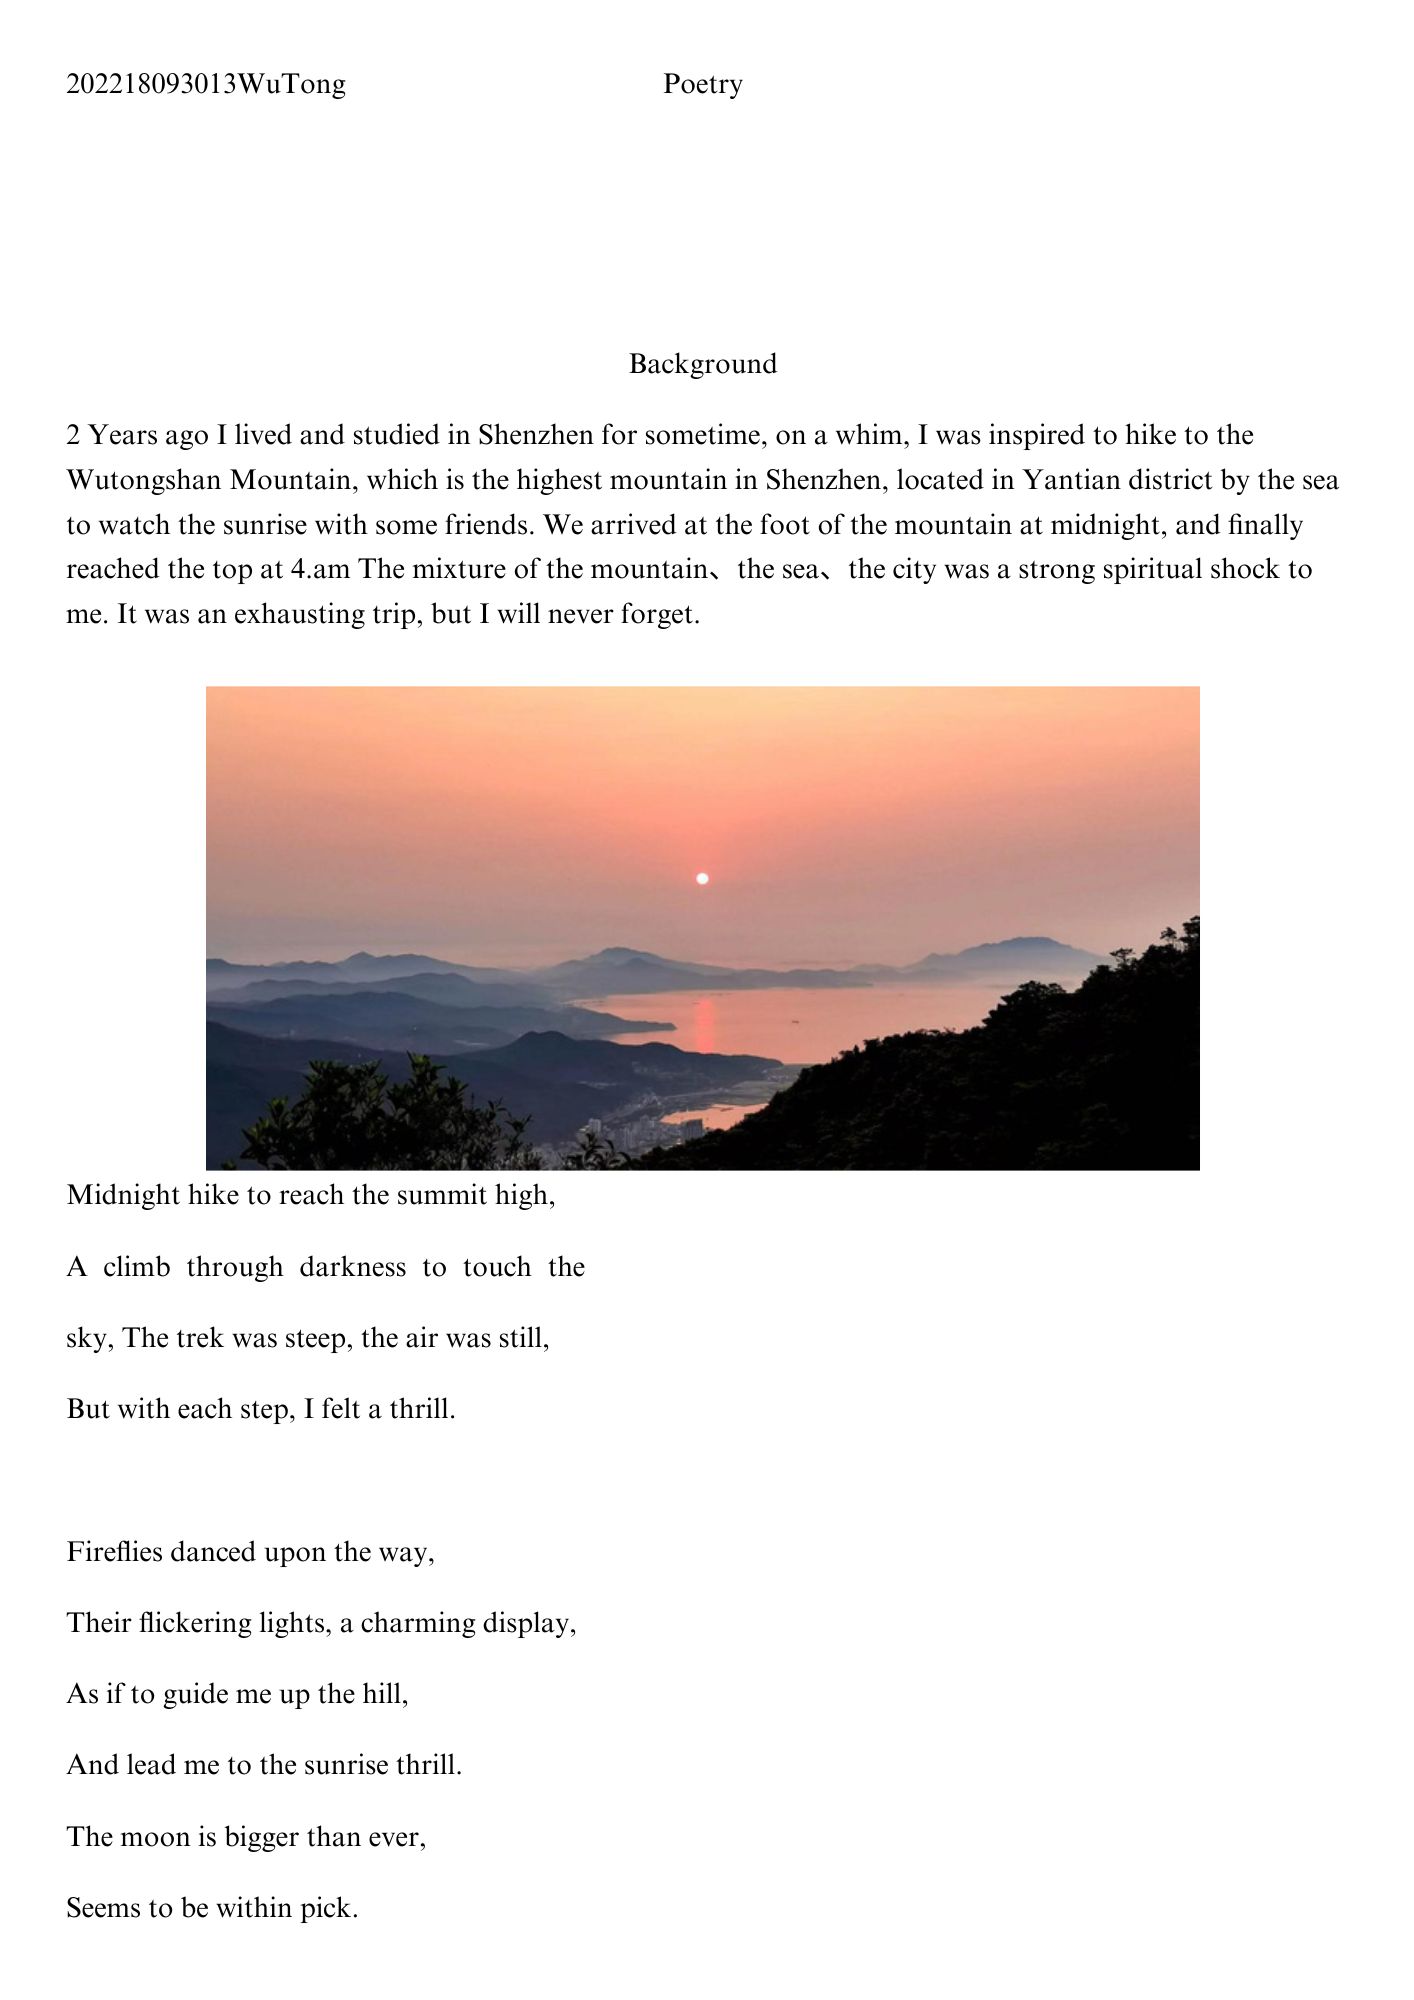 202218093013WuTong Poetry
Background
2 Years ago I lived and studied in Shenzhen for sometime, on a whim, I was inspired to hike to the
Wutongshan Mountain, which is the highest mountain in Shenzhen, located in Yantian district by the sea
to watch the sunrise with some friends. We arrived at the foot of the mountain at midnight, and finally
reached the top at 4.am The mixture of the mountain、the sea、the city was a strong spiritual shock to
me. It was an exhausting trip, but I will never forget.
Midnight hike to reach the summit high,
A climb through darkness to touch the
sky, The trek was steep, the air was still,
But with each step, I felt a thrill.
Fireflies danced upon the way,
Their flickering lights, a charming display,
As if to guide me up the hill,
And lead me to the sunrise thrill.
The moon is bigger than ever,
Seems to be within pick.